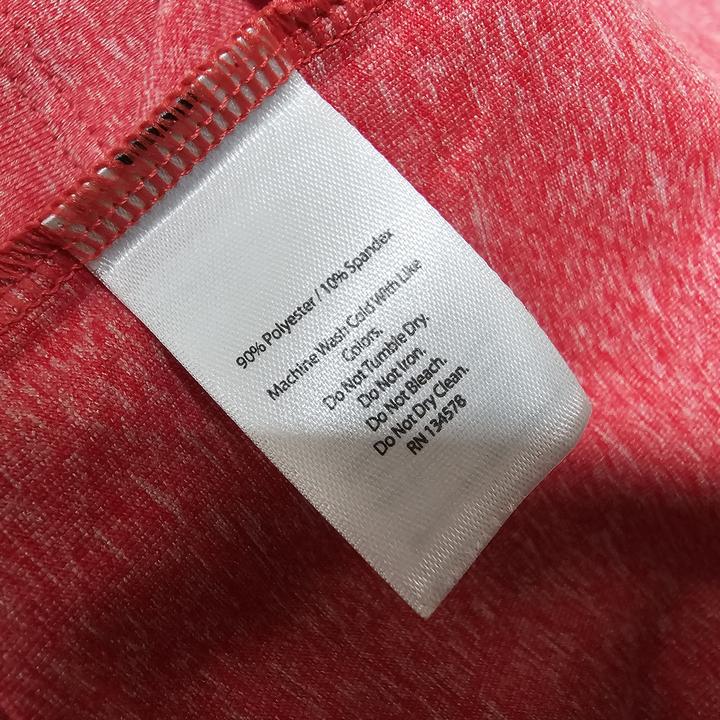 90% Polyester / 10% Spandex
Machine Wash Cold With Like
Colors.
Do Not Tumble Dry.
Do Not Iron.
Do Not Bleach.
Do Not Dry Clean.
RN 134578